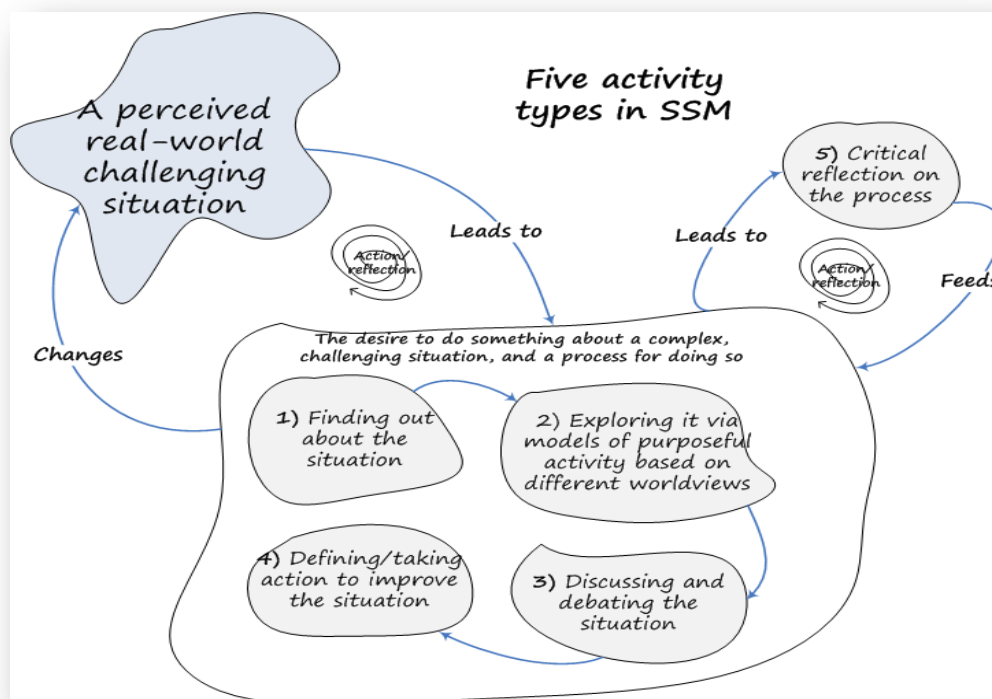 Five activity
types in SSM
A perceived
real-world
challenging
situation
Leads to
Action/
reflection
Changes
Leads to
5) Critical
reflection on
the process
Action/
reflection
Feeds
The desire to do something about a complex,
challenging situation, and a process for doing so
1) Finding out
about the
situation
2) Exploring it via
models of purposeful
activity based on
different worldviews
3) Discussing and
debating the
situation
4) Defining/taking
action to improve
the situation